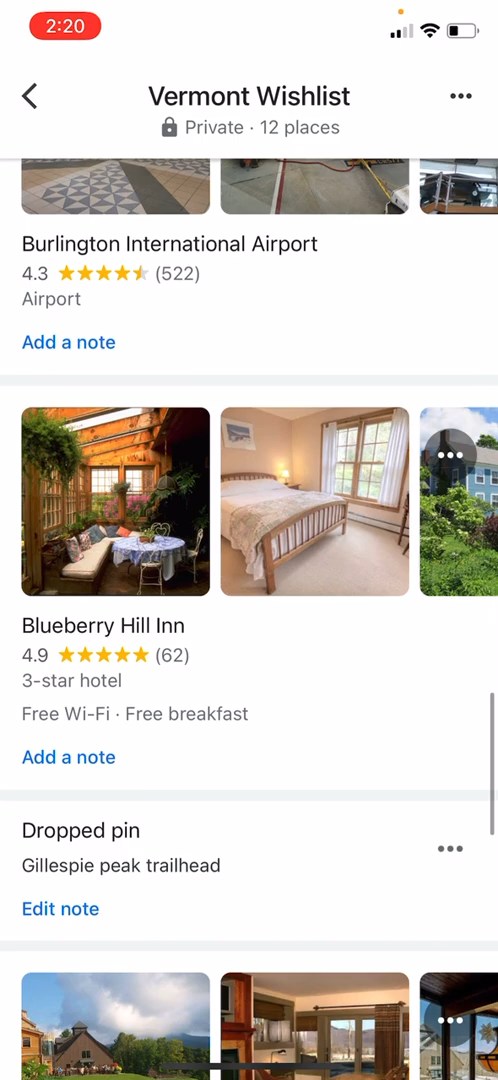 2:20
Vermont Wishlist
Private · 12 places
Burlington International Airport
4.3 (522)
Airport
Add a note
Blueberry Hill Inn
4.9 (62)
3-star hotel
Free Wi-Fi · Free breakfast
Add a note
Dropped pin
Gillespie peak trailhead
Edit note